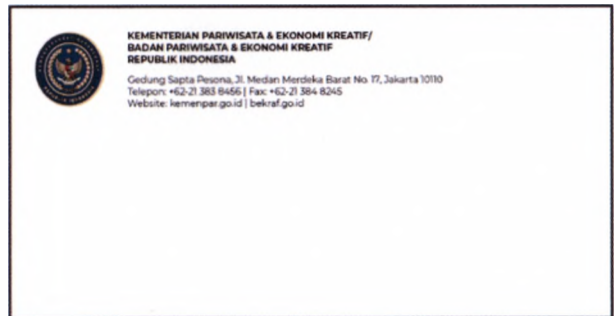 KEMENTERIAN PARIWISATA & EKONOMI KREATIF/
BADAN PARIWISATA & EKONOMI KREATIF
REPUBLIK INDONESIA
Gedung Sapta Pesona, Jl. Medan Merdeka Barat No. 17, Jakarta 10110
Telepon: +62-21 383 8456 | Fax: +62-21 384 8245
Website: kemenpar.go.id | bekraf.go.id